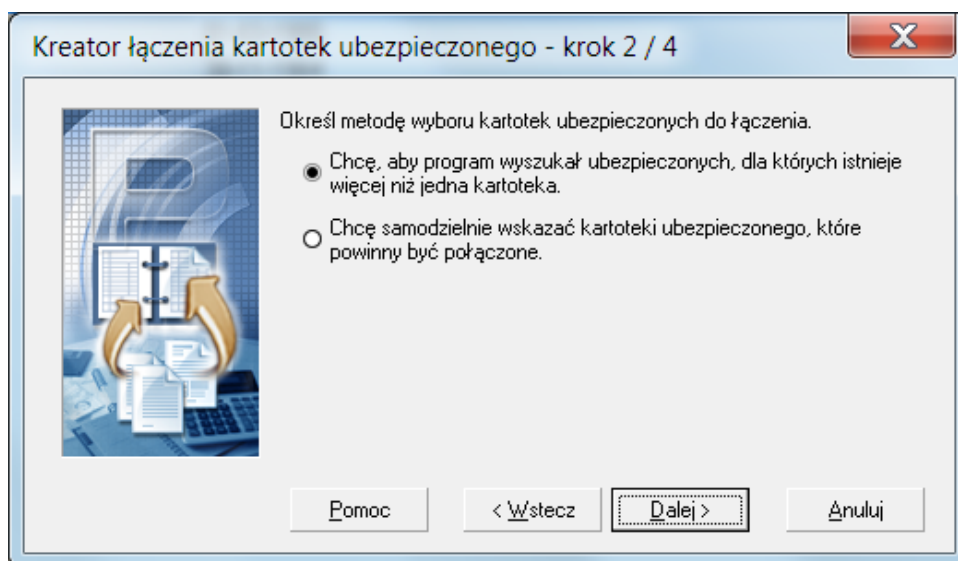 Kreator łączenia kartotek ubezpieczonego - krok 2 / 4
Określ metodę wyboru kartotek ubezpieczonych do łączenia.
Chcę, aby program wyszukał ubezpieczonych, dla których istnieje
więcej niż jedna kartoteka.
Chcę samodzielnie wskazać kartoteki ubezpieczonego, które
powinny być połączone.
Pomoc
< Wstecz
Dalej >
Anuluj